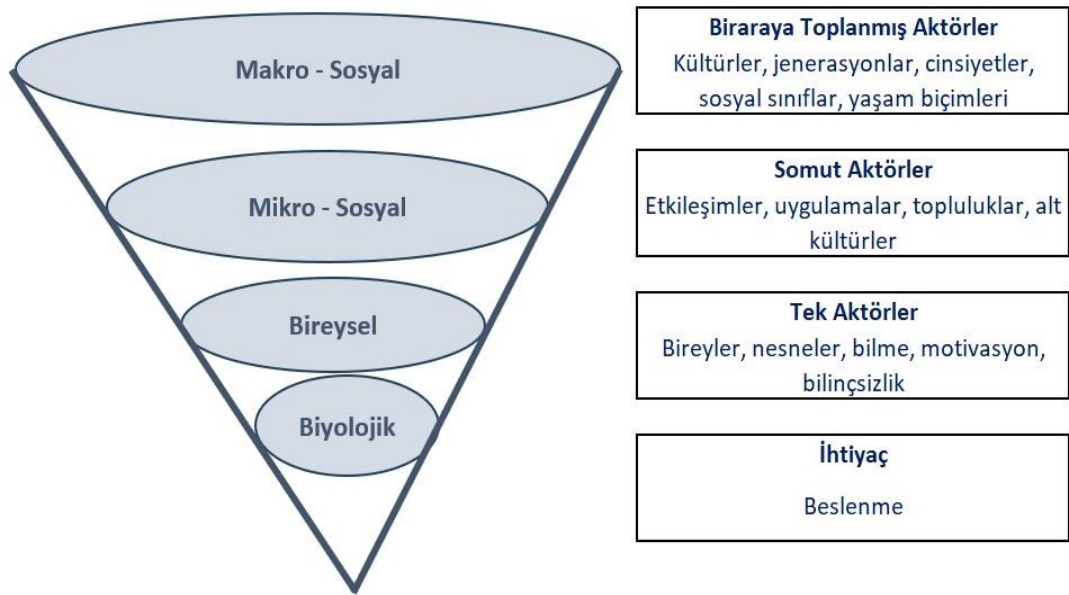 Makro - Sosyal
Biraraya Toplanmış Aktörler
Kültürler, jenerasyonlar, cinsiyetler,
sosyal sınıflar, yaşam biçimleri
Mikro - Sosyal
Somut Aktörler
Etkileşimler, uygulamalar, topluluklar, alt
kültürler
Bireysel
Tek Aktörler
Bireyler, nesneler, bilme, motivasyon,
bilinçsizlik
Biyolojik
İhtiyaç
Beslenme